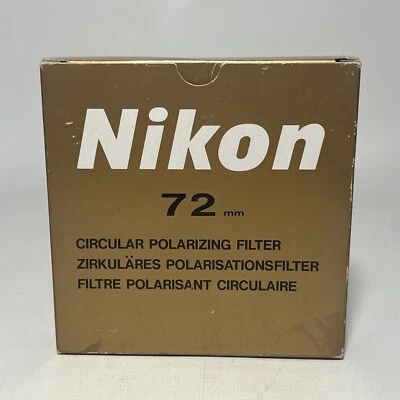 Nikon
72 mm
CIRCULAR POLARIZING FILTER
ZIRKULÄRES POLARISATIONSFILTER
FILTRE POLARISANT CIRCULAIRE